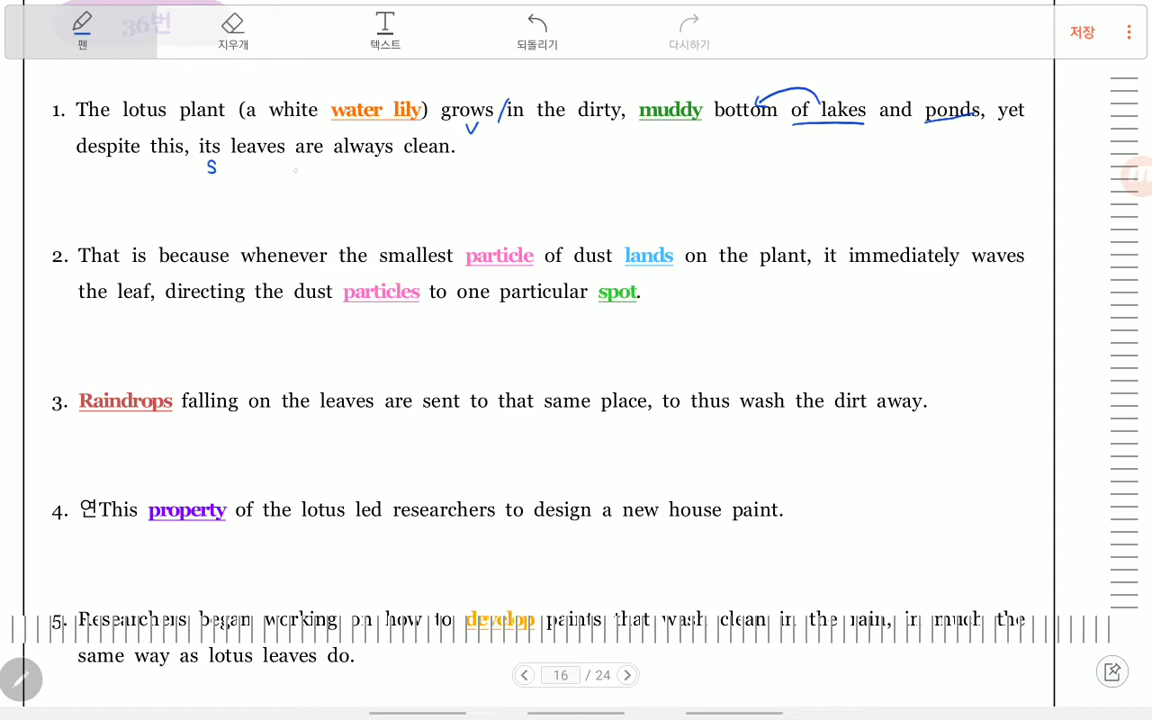 36번
펜 지우개 텍스트 되돌리기 다시하기 저장
1. The lotus plant (a white water lily) grows /in the dirty, muddy bottom of lakes and ponds, yet
v
despite this, its leaves are always clean.
S
2. That is because whenever the smallest particle of dust lands on the plant, it immediately waves
the leaf, directing the dust particles to one particular spot.
3. Raindrops falling on the leaves are sent to that same place, to thus wash the dirt away.
4. 연This property of the lotus led researchers to design a new house paint.
5. Researchers began working on how to develop paints that wash clean in the rain, in much the
same way as lotus leaves do.
16 / 24